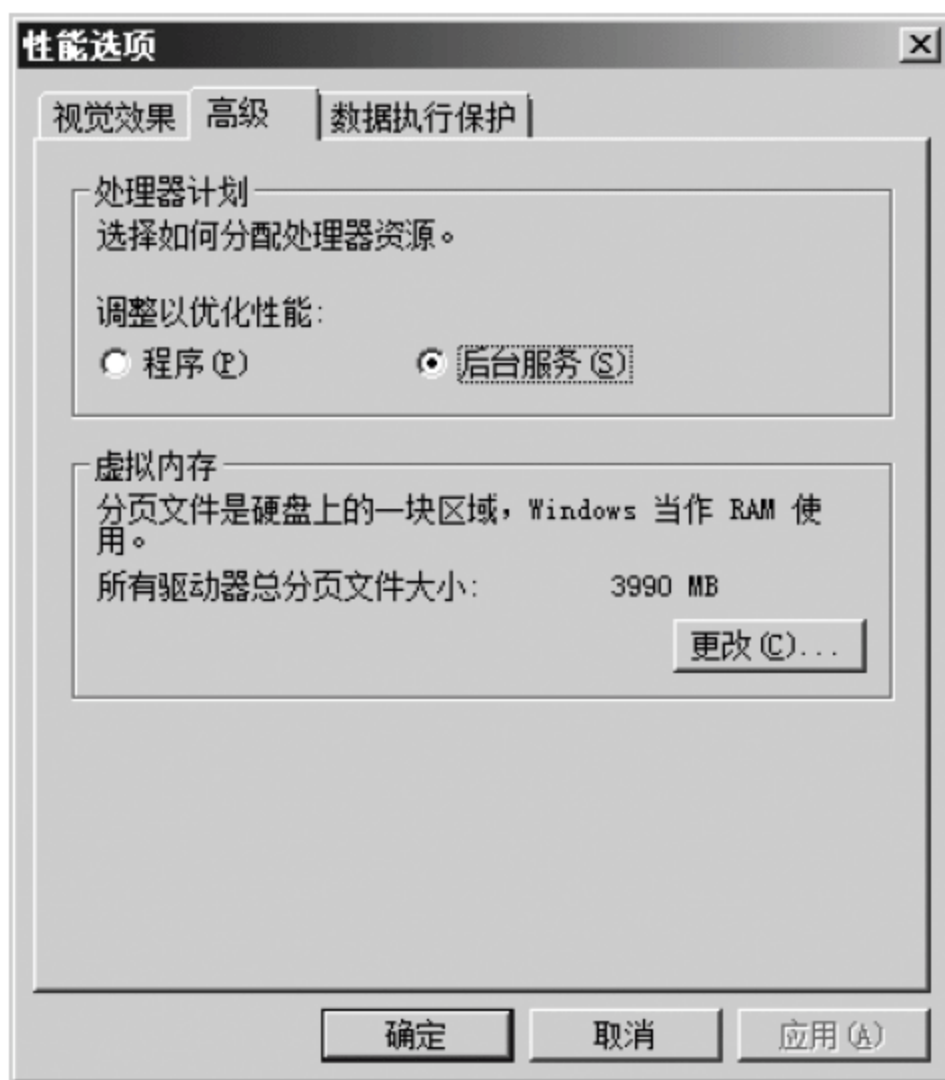 性能选项
视觉效果 高级 数据执行保护
处理器计划
选择如何分配处理器资源。
调整以优化性能:
程序(P) 后台服务(S)
虚拟内存
分页文件是硬盘上的一块区域，Windows 当作 RAM 使
用。
所有驱动器总分页文件大小: 3990 MB
更改(C)...
确定 取消 应用(A)